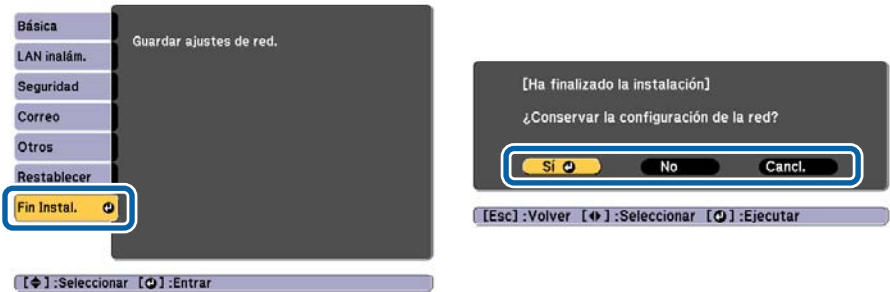 Básica
LAN inalám.
Seguridad
Correo
Otros
Restablecer
Fin Instal.
Guardar ajustes de red.
[◆]:Seleccionar [↵]:Entrar
[Ha finalizado la instalación]
¿Conservar la configuración de la red?
Sí No Cancl.
[Esc]:Volver [◆]:Seleccionar [↵]:Ejecutar